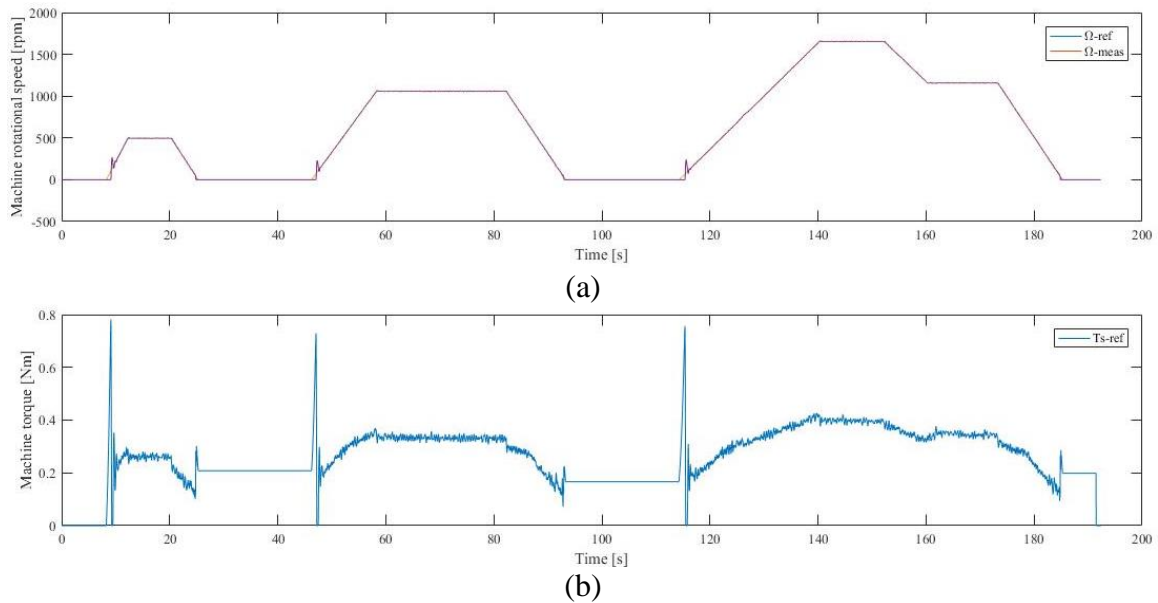 2000
1500
1000
500
0
-500
Machine rotational speed [rpm]
Ω-ref
Ω-meas
0 20 40 60 80 100 120 140 160 180 200
Time [s]
(a)
0.8
0.6
0.4
0.2
0
Machine torque [Nm]
Ts-ref
0 20 40 60 80 100 120 140 160 180 200
Time [s]
(b)